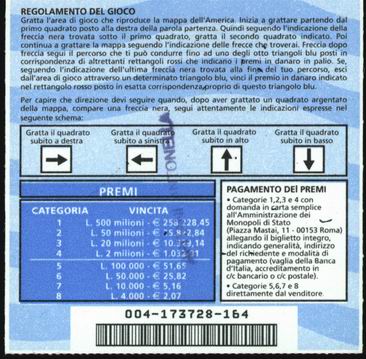 REGOLAMENTO DEL GIOCO
Gratta l'area di gioco che riproduce la mappa dell'America. Inizia a grattare partendo dal
primo quadrato posto alla destra della parola partenza. Quindi seguendo l'indicazione della
freccia nera trovata sotto il primo quadrato, gratta il secondo quadrato indicato. Poi
continua a grattare la mappa seguendo l'indicazione delle frecce che troverai. Freccia dopo
freccia segui il percorso che ti può condurre fino ad uno degli otto triangoli blu posti in
corrispondenza di altrettanti rettangoli rossi che indicano i premi in danaro in palio. Se,
seguendo l'indicazione dell'ultima freccia nera trovata alla fine del tuo percorso, esci
dall'area di gioco attraverso un determinato triangolo blu, vinci il premio in danaro indicato
nel rettangolo rosso posto in esatta corrispondenza proprio di questo triangolo blu.
Per capire che direzione devi seguire quando, dopo aver grattato un quadrato argentato
della mappa, compare una freccia nera, segui attentamente le indicazioni espresse nel
seguente schema:
Gratta il quadrato subito a destra
Gratta il quadrato a sinistra
Gratta il quadrato subito in alto
Gratta il quadrato subito in basso
PREMI
CATEGORIA VINCITA
1 L. 500 milioni - € 258.228,45
2 L. 50 milioni - € 25.822,84
3 L. 20 milioni - € 10.329,14
4 L. 2 milioni - € 1.032,91
5 L. 100.000 - € 51,65
6 L. 50.000 - € 25,82
7 L. 10.000 - € 5,16
8 L. 4.000 - € 2,07
PAGAMENTO DEI PREMI
• Categorie 1,2,3 e 4 con
domanda in carta semplice
all'Amministrazione dei
Monopoli di Stato
(Piazza Mastai, 11 - 00153 Roma)
allegando il biglietto integro,
indicando generalità, indirizzo
del richiedente e modalità di
pagamento (vaglia della Banca
d'Italia, accreditamento in
c/c bancario o c/c postale).
• Categorie 5,6,7 e 8
direttamente dal venditore.
004-173728-164